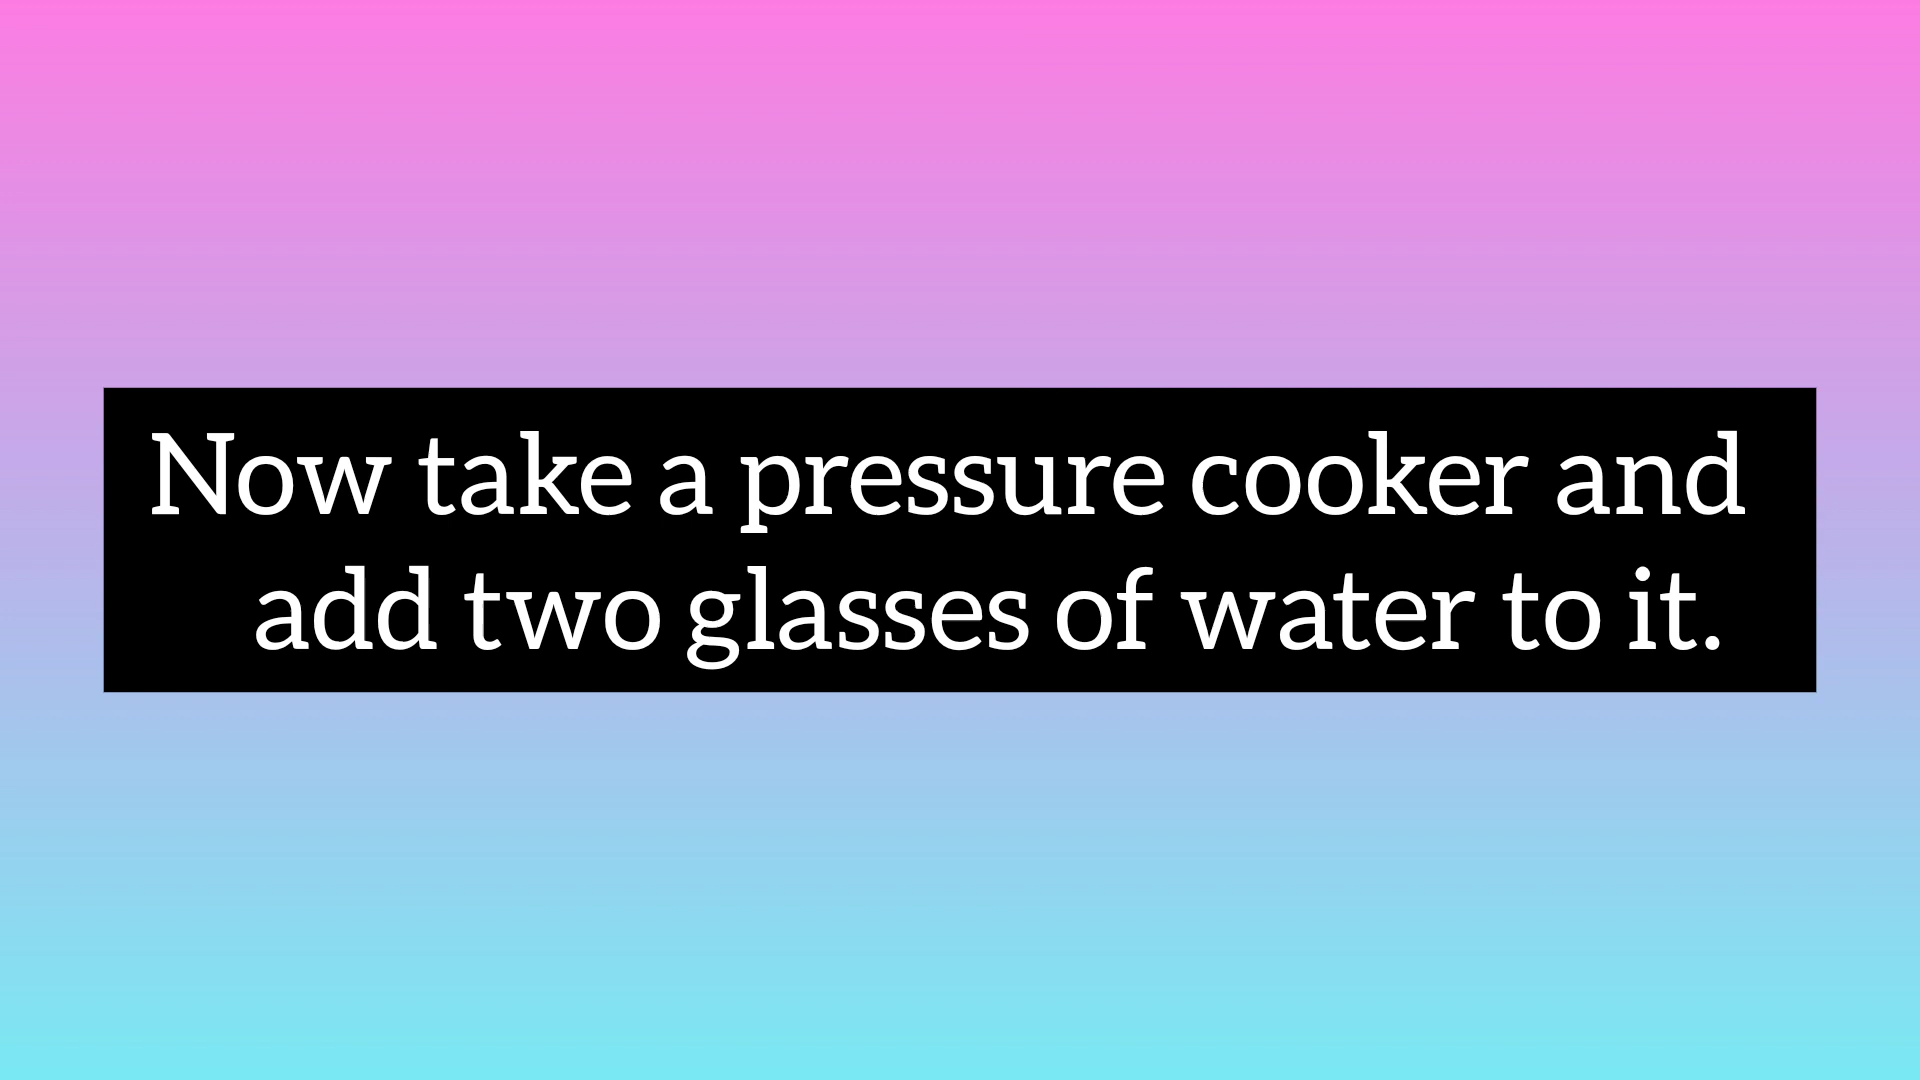 Now take a pressure cooker and
add two glasses of water to it.